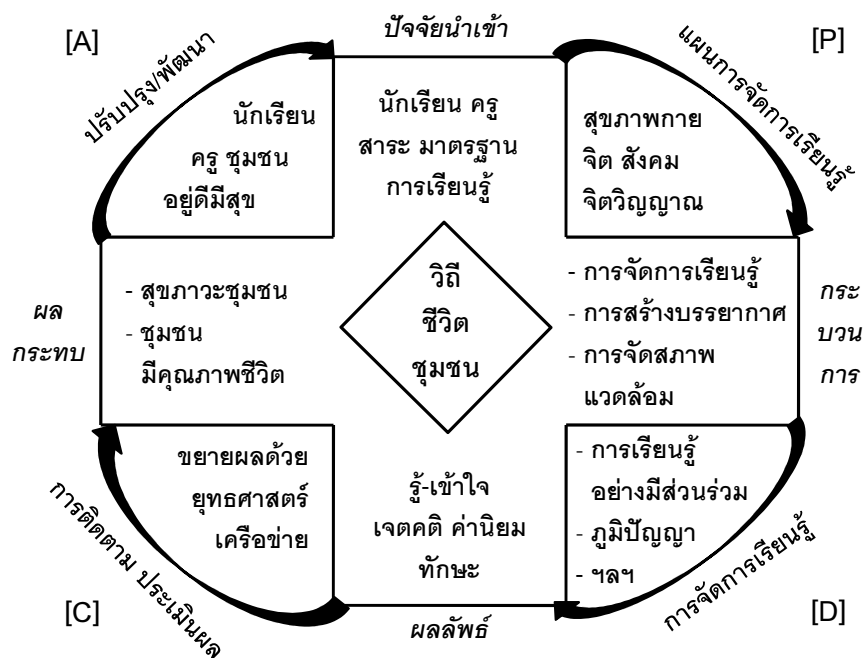 [A]
ปัจจัยนำเข้า
[P]
ปรับปรุง/พัฒนา
แผนการจัดการเรียนรู้
นักเรียน
ครู ชุมชน
อยู่ดีมีสุข
นักเรียน ครู
สาระ มาตรฐาน
การเรียนรู้
สุขภาพกาย
จิต สังคม
จิตวิญญาณ
ผล
กระทบ
- สุขภาวะชุมชน
- ชุมชน
มีคุณภาพชีวิต
วิถี
ชีวิต
ชุมชน
- การจัดการเรียนรู้
- การสร้างบรรยากาศ
- การจัดสภาพ
แวดล้อม
กระ
บวน
การ
ขยายผลด้วย
ยุทธศาสตร์
เครือข่าย
รู้-เข้าใจ
เจตคติ ค่านิยม
ทักษะ
- การเรียนรู้
อย่างมีส่วนร่วม
- ภูมิปัญญา
- ฯลฯ
การติดตาม ประเมินผล
การจัดการเรียนรู้
[C]
ผลลัพธ์
[D]